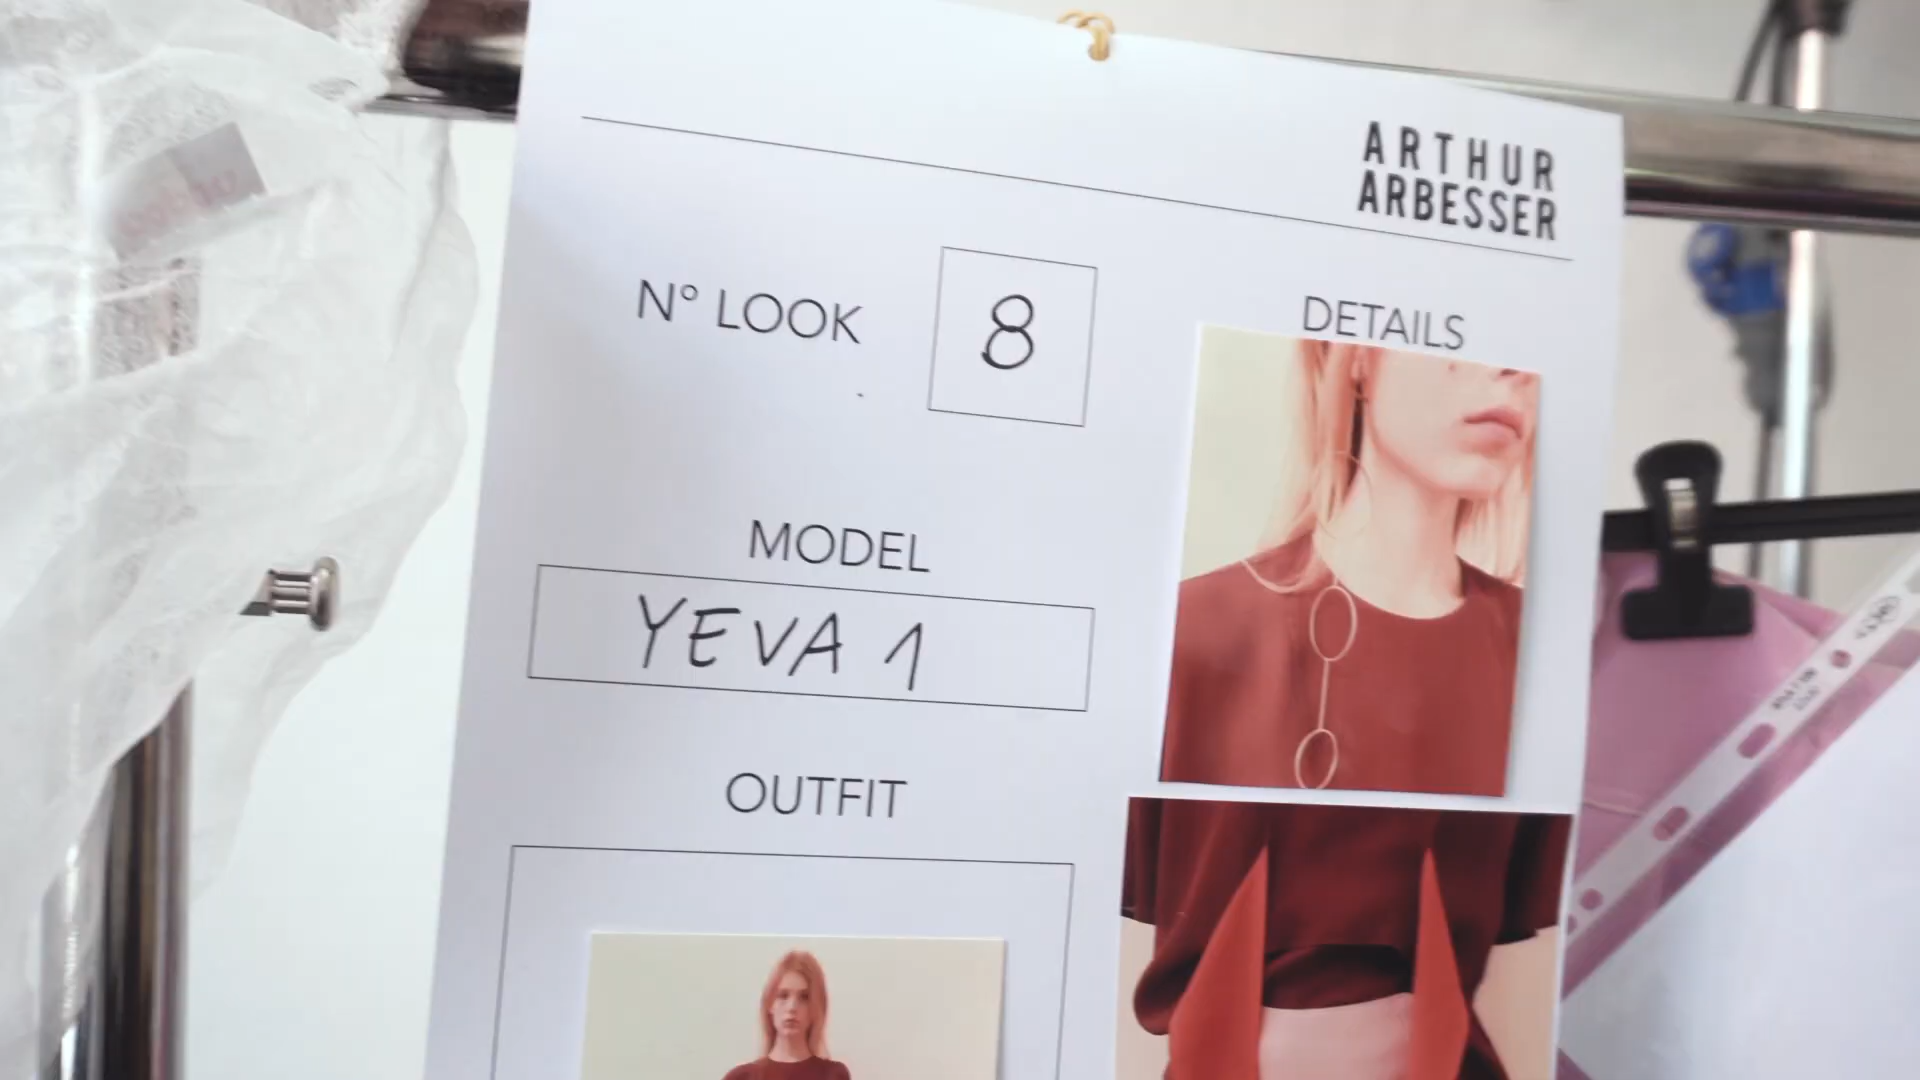 ARTHUR
ARBESSER
N° LOOK
8
DETAILS
MODEL
YEVA 1
OUTFIT